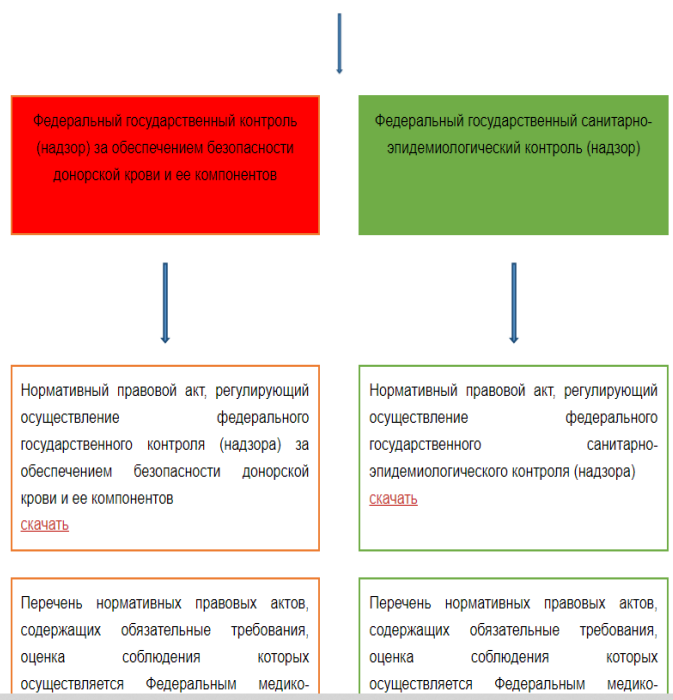 Федеральный государственный контроль
(надзор) за обеспечением безопасности
донорской крови и ее компонентов
Федеральный государственный санитарно-
эпидемиологический контроль (надзор)
Нормативный правовой акт, регулирующий
осуществление федерального
государственного контроля (надзора) за
обеспечением безопасности донорской
крови и ее компонентов
скачать
Нормативный правовой акт, регулирующий
осуществление федерального
государственного санитарно-
эпидемиологического контроля (надзора)
скачать
Перечень нормативных правовых актов,
содержащих обязательные требования,
оценка соблюдения которых
осуществляется Федеральным медико-
Перечень нормативных правовых актов,
содержащих обязательные требования,
оценка соблюдения которых
осуществляется Федеральным медико-